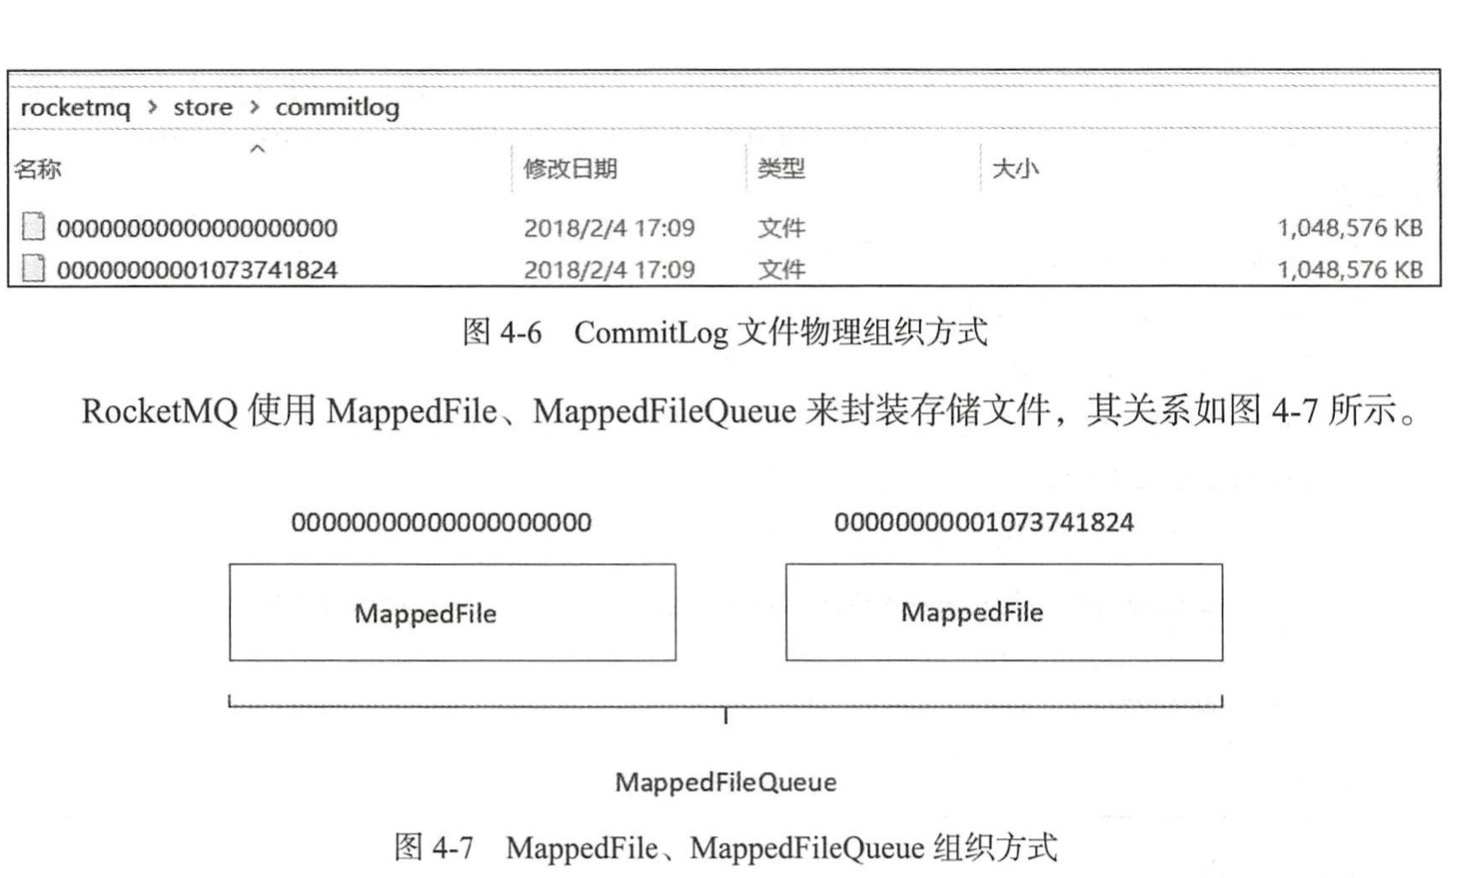 rocketmq > store > commitlog
名称 修改日期 类型 大小
00000000000000000000 2018/2/4 17:09 文件 1,048,576 KB
00000000001073741824 2018/2/4 17:09 文件 1,048,576 KB
图 4-6 CommitLog 文件物理组织方式
RocketMQ 使用 MappedFile、MappedFileQueue 来封装存储文件，其关系如图 4-7 所示。
00000000000000000000 00000000001073741824
MappedFile MappedFile
MappedFileQueue
图 4-7 MappedFile、MappedFileQueue 组织方式